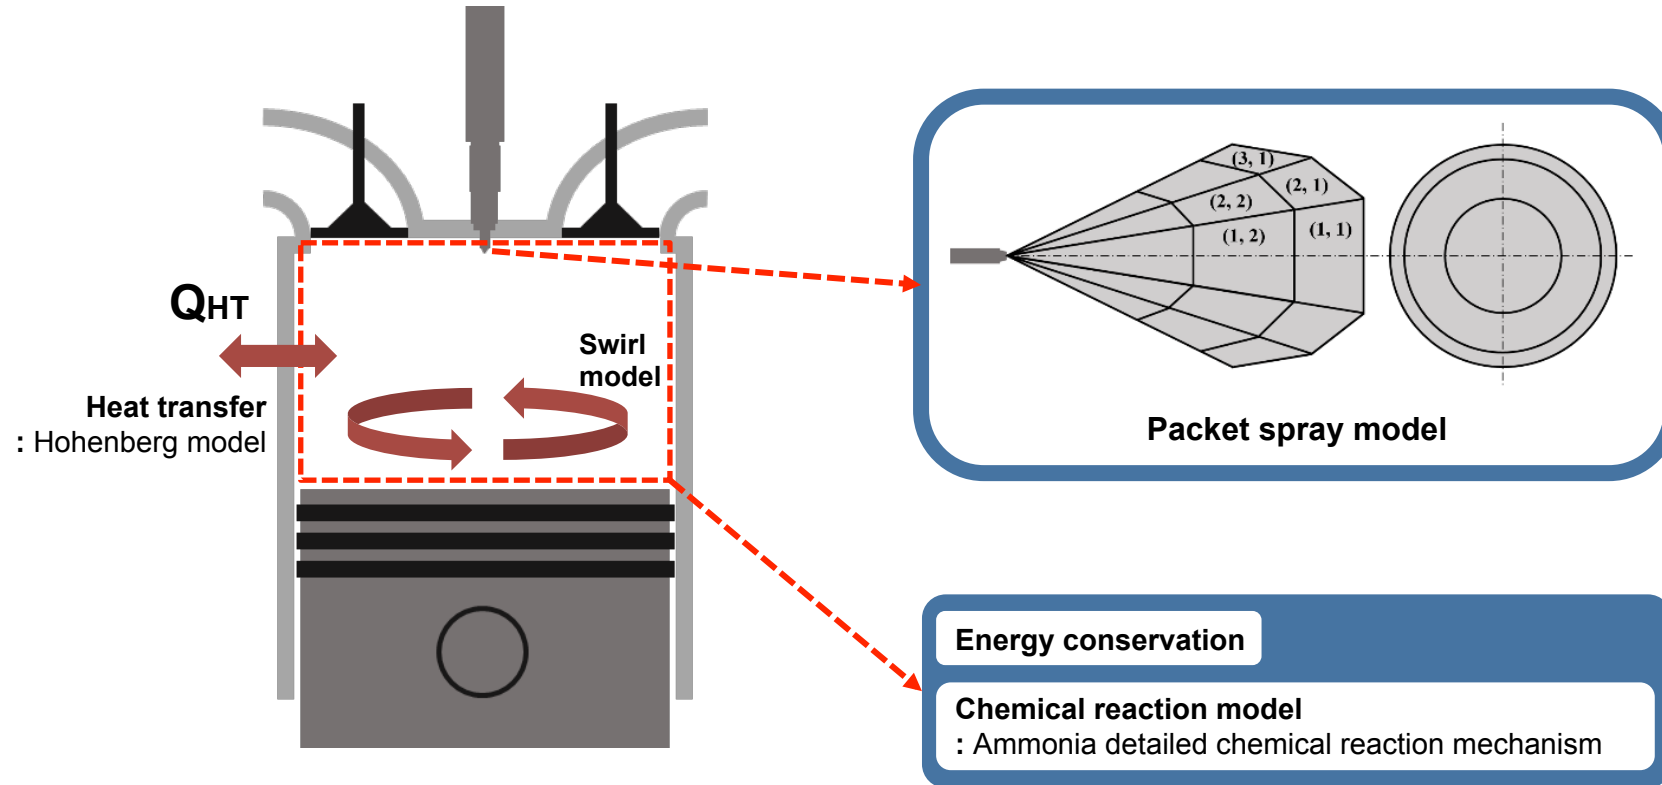 QHT
Heat transfer
: Hohenberg model
Swirl
model
(3, 1)
(2, 1)
(2, 2)
(1, 2)
(1, 1)
Packet spray model
Energy conservation
Chemical reaction model
: Ammonia detailed chemical reaction mechanism